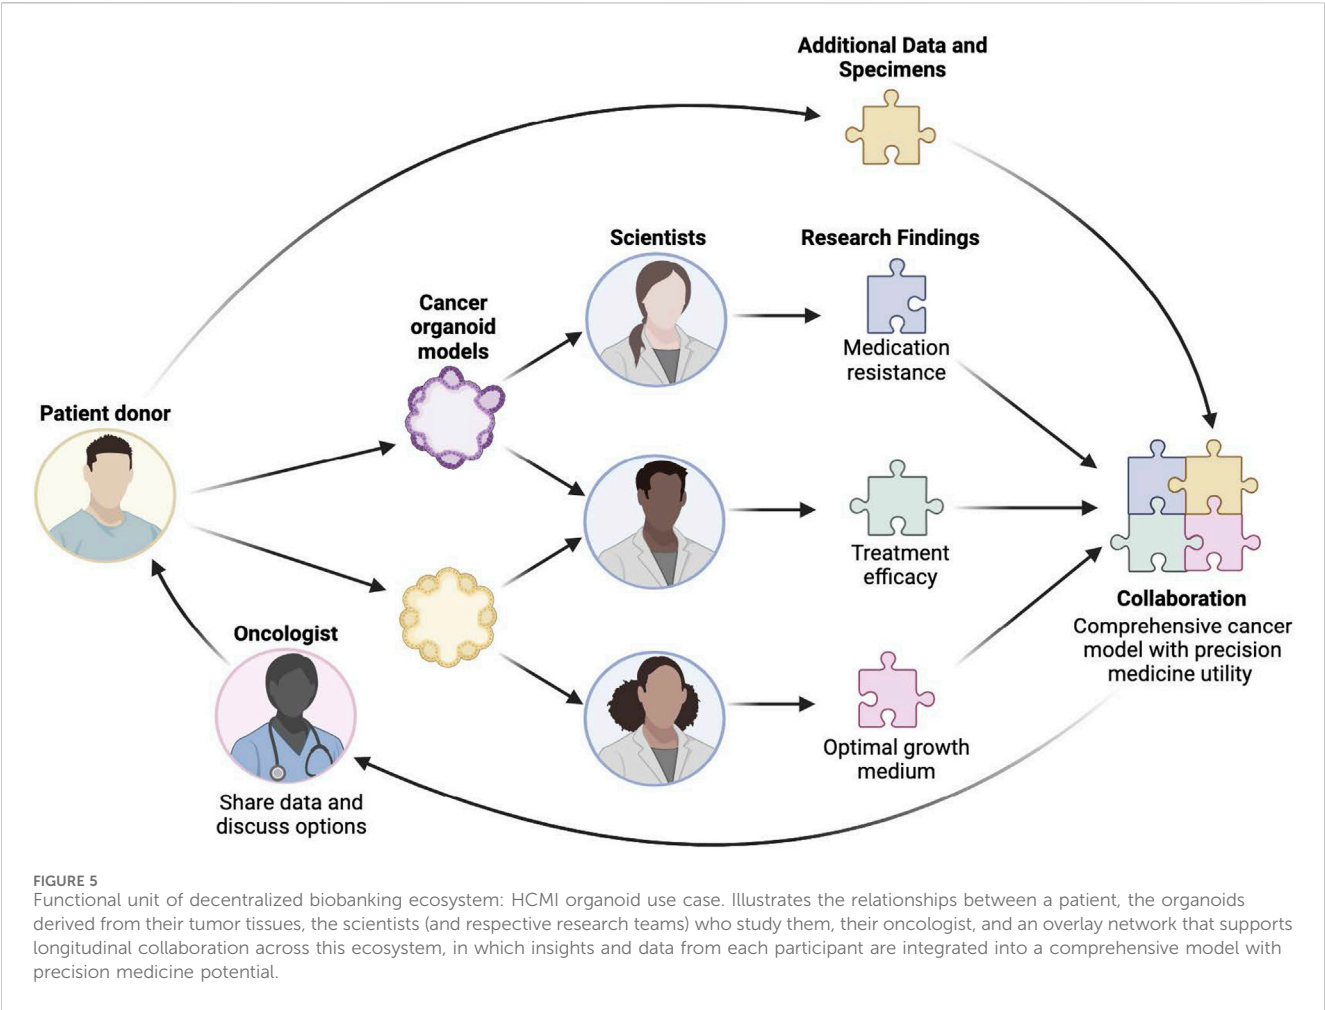 Additional Data and
Specimens
Scientists
Research Findings
Cancer
organoid
models
Medication
resistance
Patient donor
Treatment
efficacy
Collaboration
Comprehensive cancer
model with precision
medicine utility
Oncologist
Optimal growth
medium
Share data and
discuss options
FIGURE 5
Functional unit of decentralized biobanking ecosystem: HCMI organoid use case. Illustrates the relationships between a patient, the organoids
derived from their tumor tissues, the scientists (and respective research teams) who study them, their oncologist, and an overlay network that supports
longitudinal collaboration across this ecosystem, in which insights and data from each participant are integrated into a comprehensive model with
precision medicine potential.